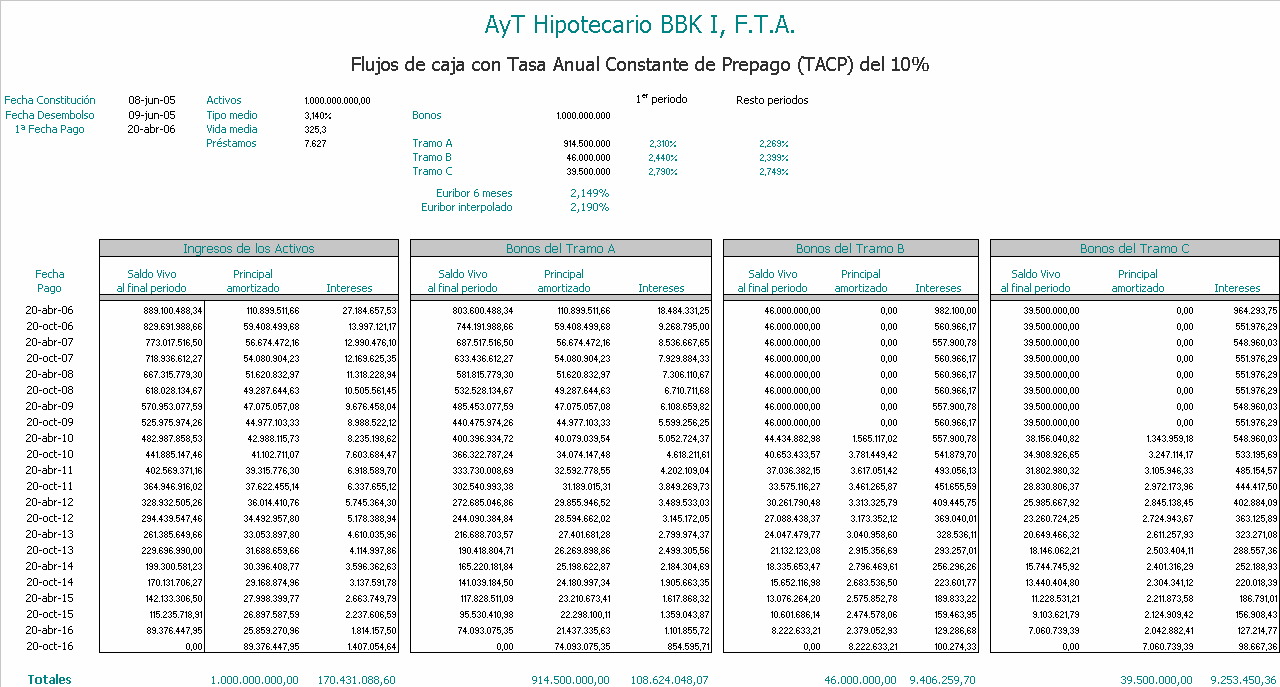 AyT Hipotecario BBK I, F.T.A.
Flujos de caja con Tasa Anual Constante de Prepago (TACP) del 10%
1er periodo Resto periodos
Fecha Constitución 08-jun-05 Activos 1.000.000.000,00
Fecha Desembolso 09-jun-05 Tipo medio 3,140% Bonos 1.000.000.000
1ª Fecha Pago 20-abr-06 Vida media 325,3
Préstamos 7.627 Tramo A 914.500.000 2,310% 2,269%
Tramo B 46.000.000 2,440% 2,399%
Tramo C 39.500.000 2,790% 2,749%
Euribor 6 meses 2,149%
Euribor interpolado 2,190%
Ingresos de los Activos Bonos del Tramo A Bonos del Tramo B Bonos del Tramo C
Fecha Saldo Vivo Principal Saldo Vivo Principal Saldo Vivo Principal Saldo Vivo Principal
Pago al final periodo amortizado Intereses al final periodo amortizado Intereses al final periodo amortizado Intereses al final periodo amortizado Intereses
20-abr-06 889.100.488,34 110.899.511,66 27.184.657,53 803.600.488,34 110.899.511,66 18.484.331,25 46.000.000,00 0,00 982.100,00 39.500.000,00 0,00 964.293,75
20-oct-06 829.691.988,66 59.408.499,68 13.997.121,17 744.191.988,66 59.408.499,68 9.268.795,00 46.000.000,00 0,00 560.966,17 39.500.000,00 0,00 551.976,29
20-abr-07 773.017.516,50 56.674.472,16 12.990.476,10 687.517.516,50 56.674.472,16 8.536.667,65 46.000.000,00 0,00 557.900,78 39.500.000,00 0,00 548.960,03
20-oct-07 718.936.612,27 54.080.904,23 12.169.625,35 633.436.612,27 54.080.904,23 7.929.884,33 46.000.000,00 0,00 560.966,17 39.500.000,00 0,00 551.976,29
20-abr-08 667.315.779,30 51.620.832,97 11.318.228,94 581.815.779,30 51.620.832,97 7.306.110,67 46.000.000,00 0,00 560.966,17 39.500.000,00 0,00 551.976,29
20-oct-08 618.028.134,67 49.287.644,63 10.505.561,45 532.528.134,67 49.287.644,63 6.710.711,68 46.000.000,00 0,00 560.966,17 39.500.000,00 0,00 551.976,29
20-abr-09 570.953.077,59 47.075.057,08 9.676.458,04 485.453.077,59 47.075.057,08 6.108.659,82 46.000.000,00 0,00 557.900,78 39.500.000,00 0,00 548.960,03
20-oct-09 525.975.974,26 44.977.103,33 8.988.522,12 440.475.974,26 44.977.103,33 5.599.256,25 46.000.000,00 0,00 560.966,17 39.500.000,00 0,00 551.976,29
20-abr-10 482.987.858,53 42.988.115,73 8.235.198,62 400.396.934,72 40.079.039,54 5.052.724,37 44.434.882,98 1.565.117,02 557.900,78 38.156.040,82 1.343.959,18 548.960,03
20-oct-10 441.885.147,46 41.102.711,07 7.603.684,47 366.322.787,24 34.074.147,48 4.618.211,61 40.653.433,57 3.781.449,42 541.879,70 34.908.926,65 3.247.114,17 533.195,69
20-abr-11 402.569.371,16 39.315.776,30 6.918.589,70 333.730.008,69 32.592.778,55 4.202.109,04 37.036.382,15 3.617.051,42 493.056,13 31.802.980,32 3.105.946,33 485.154,57
20-oct-11 364.946.916,02 37.622.455,14 6.337.655,12 302.540.993,38 31.189.015,31 3.849.269,73 33.575.116,27 3.461.265,87 451.655,59 28.830.806,37 2.972.173,96 444.417,50
20-abr-12 328.932.505,26 36.014.410,76 5.745.364,30 272.685.046,86 29.855.946,52 3.489.533,03 30.261.790,48 3.313.325,79 409.445,75 25.985.667,92 2.845.138,45 402.884,09
20-oct-12 294.439.547,46 34.492.957,80 5.178.388,94 244.090.384,84 28.594.662,02 3.145.172,05 27.088.438,37 3.173.352,12 369.040,01 23.260.724,25 2.724.943,67 363.125,89
20-abr-13 261.385.649,66 33.053.897,80 4.610.035,96 216.688.703,57 27.401.681,28 2.799.974,37 24.047.479,77 3.040.958,60 328.536,11 20.649.466,32 2.611.257,93 323.271,08
20-oct-13 229.696.990,00 31.688.659,66 4.114.997,86 190.418.804,71 26.269.898,86 2.499.305,56 21.132.123,08 2.915.356,69 293.257,01 18.146.062,21 2.503.404,11 288.557,36
20-abr-14 199.300.581,23 30.396.408,77 3.596.362,63 165.220.181,84 25.198.622,87 2.184.304,69 18.335.653,47 2.796.469,61 256.296,26 15.744.745,92 2.401.316,29 252.188,93
20-oct-14 170.131.706,27 29.168.874,96 3.137.591,78 141.039.184,50 24.180.997,34 1.905.663,35 15.652.116,98 2.683.536,50 223.601,77 13.440.404,80 2.304.341,12 220.018,39
20-abr-15 142.133.306,50 27.998.399,77 2.663.749,79 117.828.511,09 23.210.673,41 1.617.868,32 13.076.264,20 2.575.852,78 189.833,22 11.228.531,21 2.211.873,58 186.791,01
20-oct-15 115.235.718,91 26.897.587,59 2.237.606,59 95.530.410,98 22.298.100,11 1.359.043,87 10.601.686,14 2.474.578,06 159.463,95 9.103.621,79 2.124.909,42 156.908,43
20-abr-16 89.376.447,95 25.859.270,96 1.814.157,50 74.093.075,35 21.437.335,63 1.101.855,72 8.222.633,21 2.379.052,93 129.286,68 7.060.739,39 2.042.882,41 127.214,77
20-oct-16 0,00 89.376.447,95 1.407.054,64 0,00 74.093.075,35 854.595,71 0,00 8.222.633,21 100.274,33 0,00 7.060.739,39 98.667,36
Totales 1.000.000.000,00 170.431.088,60 914.500.000,00 108.624.048,07 46.000.000,00 9.406.259,70 39.500.000,00 9.253.450,36